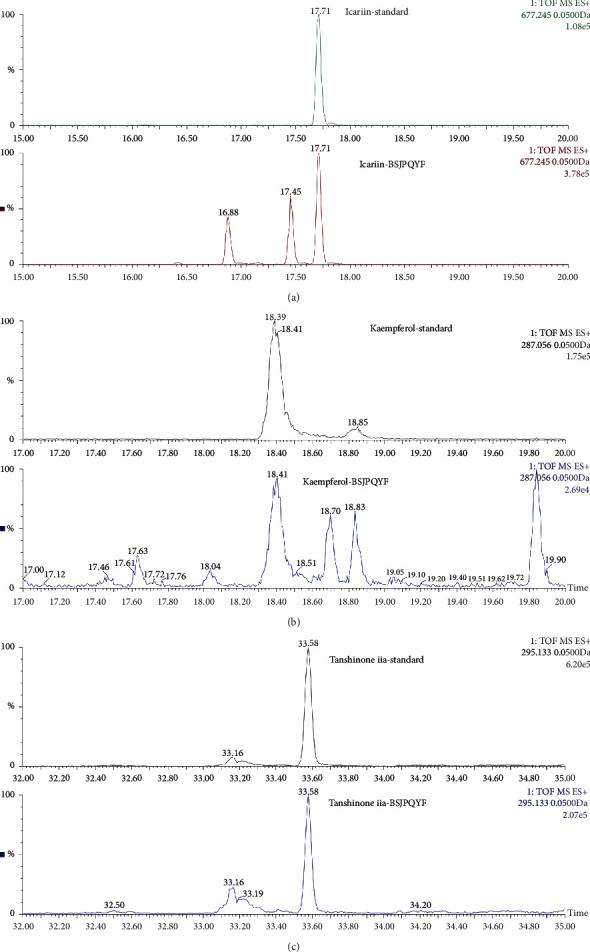 100
%
0
17.71
Icariin-standard
1: TOF MS ES+
677.245 0.0500Da
1.08e5
15.00 15.50 16.00 16.50 17.00 17.50 18.00 18.50 19.00 19.50 20.00
100
%
0
16.88
17.45
17.71
Icariin-BSJPQYF
1: TOF MS ES+
677.245 0.0500Da
3.78e5
15.00 15.50 16.00 16.50 17.00 17.50 18.00 18.50 19.00 19.50 20.00
(a)
100
%
0
18.39
18.41
18.85
Kaempferol-standard
1: TOF MS ES+
287.056 0.0500Da
1.75e5
17.00 17.20 17.40 17.60 17.80 18.00 18.20 18.40 18.60 18.80 19.00 19.20 19.40 19.60 19.80 20.00
100
%
0
17.00
17.12
17.46
17.61
17.63
17.72
17.76
18.04
18.41
18.51
18.70
18.83
19.05
19.10
19.20
19.40
19.51
19.62
19.72
19.90
Kaempferol-BSJPQYF
1: TOF MS ES+
287.056 0.0500Da
2.69e4
17.00 17.20 17.40 17.60 17.80 18.00 18.20 18.40 18.60 18.80 19.00 19.20 19.40 19.60 19.80 20.00
Time
(b)
100
%
0
33.16
33.58
Tanshinone iia-standard
1: TOF MS ES+
295.133 0.0500Da
6.20e5
32.00 32.20 32.40 32.60 32.80 33.00 33.20 33.40 33.60 33.80 34.00 34.20 34.40 34.60 34.80 35.00
100
%
0
32.50
33.16
33.19
33.58
34.20
Tanshinone iia-BSJPQYF
1: TOF MS ES+
295.133 0.0500Da
2.07e5
32.00 32.20 32.40 32.60 32.80 33.00 33.20 33.40 33.60 33.80 34.00 34.20 34.40 34.60 34.80 35.00
Time
(c)